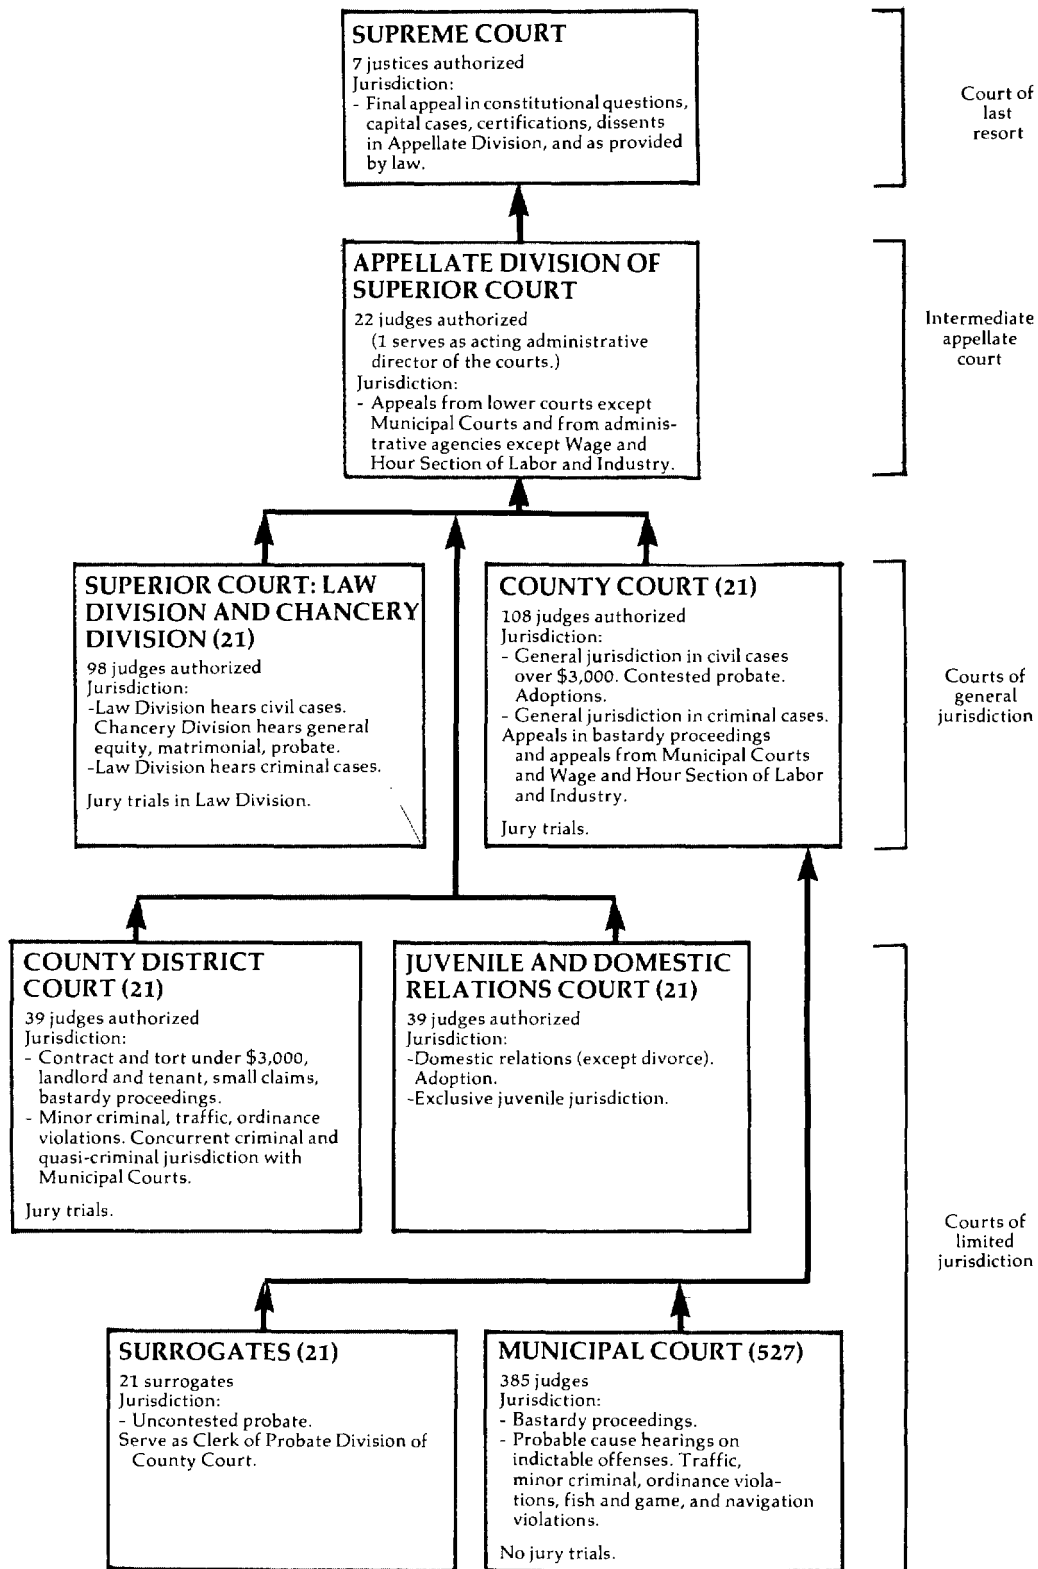 SUPREME COURT
7 justices authorized
Jurisdiction:
- Final appeal in constitutional questions,
capital cases, certifications, dissents
in Appellate Division, and as provided
by law.
Court of
last
resort
APPELLATE DIVISION OF
SUPERIOR COURT
22 judges authorized
(1 serves as acting administrative
director of the courts.)
Jurisdiction:
- Appeals from lower courts except
Municipal Courts and from adminis-
trative agencies except Wage and
Hour Section of Labor and Industry.
Intermediate
appellate
court
SUPERIOR COURT: LAW
DIVISION AND CHANCERY
DIVISION (21)
98 judges authorized
Jurisdiction:
-Law Division hears civil cases.
Chancery Division hears general
equity, matrimonial, probate.
-Law Division hears criminal cases.
Jury trials in Law Division.
COUNTY COURT (21)
108 judges authorized
Jurisdiction:
- General jurisdiction in civil cases
over $3,000. Contested probate.
Adoptions.
- General jurisdiction in criminal cases.
Appeals in bastardy proceedings
and appeals from Municipal Courts
and Wage and Hour Section of Labor
and Industry.
Jury trials.
Courts of
general
jurisdiction
COUNTY DISTRICT
COURT (21)
39 judges authorized
Jurisdiction:
- Contract and tort under $3,000,
landlord and tenant, small claims,
bastardy proceedings.
- Minor criminal, traffic, ordinance
violations. Concurrent criminal and
quasi-criminal jurisdiction with
Municipal Courts.
Jury trials.
JUVENILE AND DOMESTIC
RELATIONS COURT (21)
39 judges authorized
Jurisdiction:
-Domestic relations (except divorce).
Adoption.
-Exclusive juvenile jurisdiction.
Courts of
limited
jurisdiction
SURROGATES (21)
21 surrogates
Jurisdiction:
- Uncontested probate.
Serve as Clerk of Probate Division of
County Court.
MUNICIPAL COURT (527)
385 judges
Jurisdiction:
- Bastardy proceedings.
- Probable cause hearings on
indictable offenses. Traffic,
minor criminal, ordinance viola-
tions, fish and game, and navigation
violations.
No jury trials.